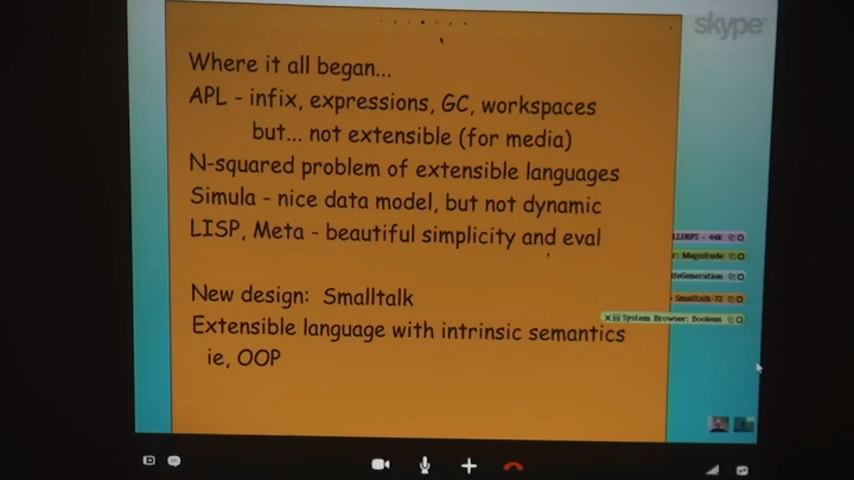 skype
Where it all began...
APL - infix, expressions, GC, workspaces
but... not extensible (for media)
N-squared problem of extensible languages
Simula - nice data model, but not dynamic
LISP, Meta - beautiful simplicity and eval
New design: Smalltalk
Extensible language with intrinsic semantics
ie, OOP
r: Magnitude
deGeneration
Smalltalk-72
System Browser: Boolean